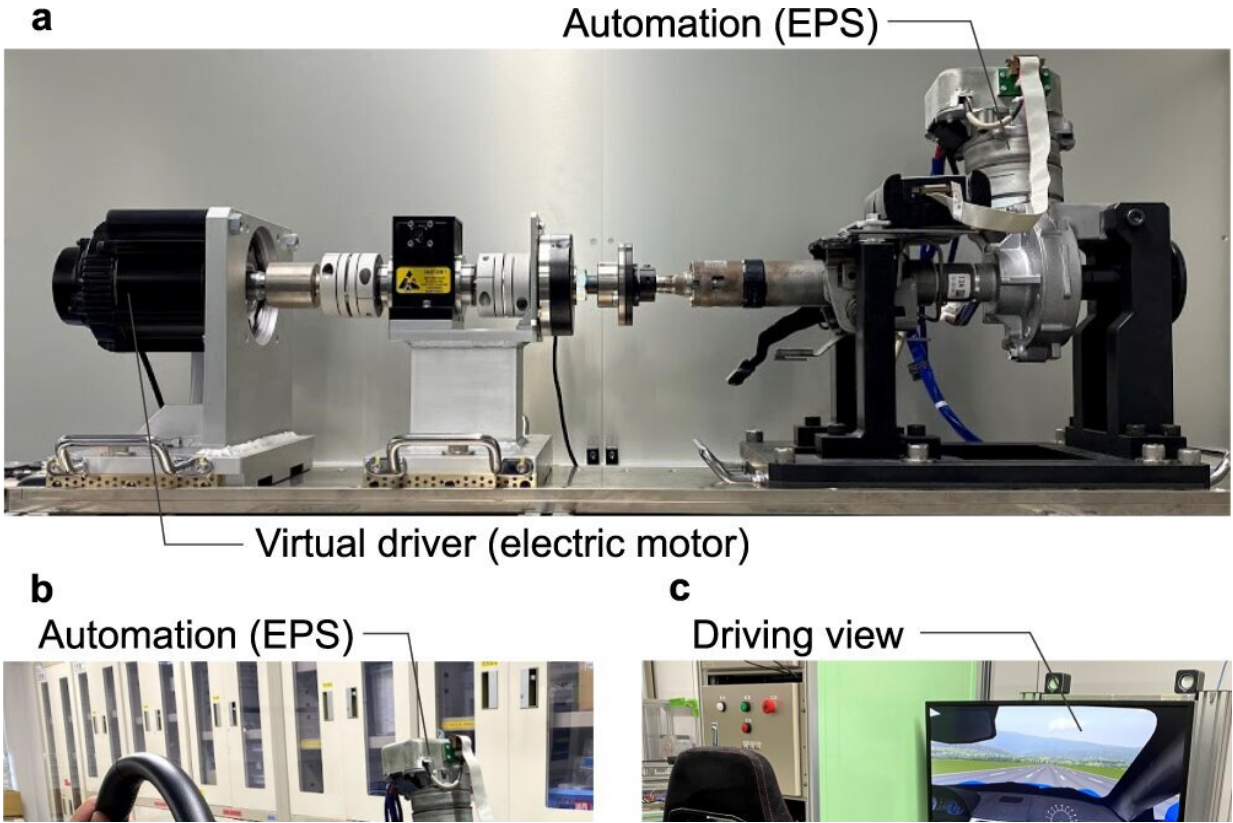 a
Automation (EPS)
Virtual driver (electric motor)
b
Automation (EPS)
c
Driving view